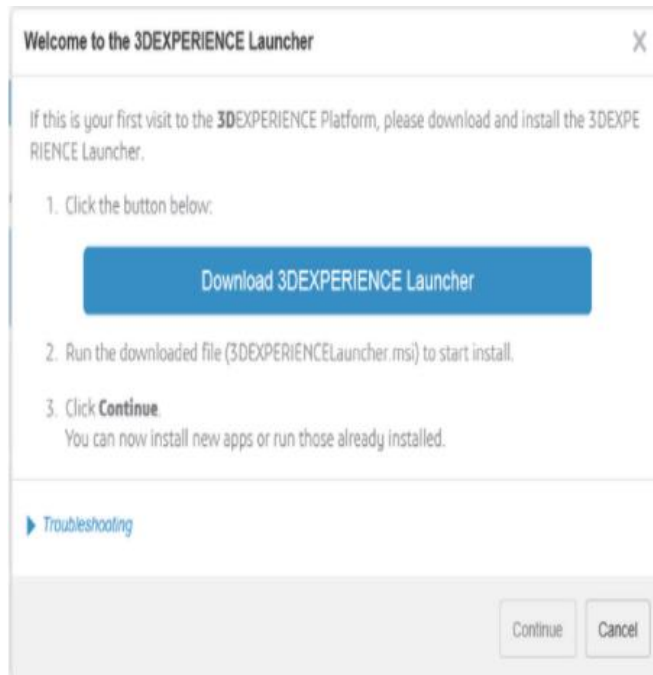 Welcome to the 3DEXPERIENCE Launcher
X
If this is your first visit to the 3DEXPERIENCE Platform, please download and install the 3DEXPE
RIENCE Launcher.
1. Click the button below:
Download 3DEXPERIENCE Launcher
2. Run the downloaded file (3DEXPERIENCELauncher.msi) to start install.
3. Click Continue.
You can now install new apps or run those already installed.
Troubleshooting
Continue Cancel